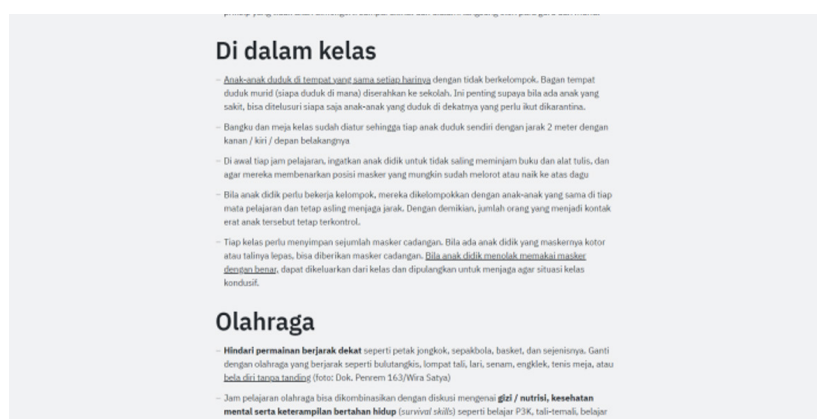 Di dalam kelas
– Anak-anak duduk di tempat yang sama setiap harinya dengan tidak berkelompok. Bagan tempat
duduk murid (siapa duduk di mana) diserahkan ke sekolah. Ini penting supaya bila ada anak yang
sakit, bisa ditelusuri siapa saja anak-anak yang duduk di dekatnya yang perlu ikut dikarantina.
– Bangku dan meja kelas sudah diatur sehingga tiap anak duduk sendiri dengan jarak 2 meter dengan
kanan / kiri / depan belakangnya
– Di awal tiap jam pelajaran, ingatkan anak didik untuk tidak saling meminjam buku dan alat tulis, dan
agar mereka membenarkan posisi masker yang mungkin sudah melorot atau naik ke atas dagu
– Bila anak didik perlu bekerja kelompok, mereka dikelompokkan dengan anak-anak yang sama di tiap
mata pelajaran dan tetap asling menjaga jarak. Dengan demikian, jumlah orang yang menjadi kontak
erat anak tersebut tetap terkontrol.
– Tiap kelas perlu menyimpan sejumlah masker cadangan. Bila ada anak didik yang maskernya kotor
atau talinya lepas, bisa diberikan masker cadangan. Bila anak didik menolak memakai masker
dengan benar, dapat dikeluarkan dari kelas dan dipulangkan untuk menjaga agar situasi kelas
kondusif.
Olahraga
– Hindari permainan berjarak dekat seperti petak jongkok, sepakbola, basket, dan sejenisnya. Ganti
dengan olahraga yang berjarak seperti bulutangkis, lompat tali, lari, senam, engklek, tenis meja, atau
bela diri tanpa tanding (foto: Dok. Penrem 163/Wira Satya)
– Jam pelajaran olahraga bisa dikombinasikan dengan diskusi mengenai gizi / nutrisi, kesehatan
mental serta keterampilan bertahan hidup (survival skills) seperti belajar P3K, tali-temali, belajar